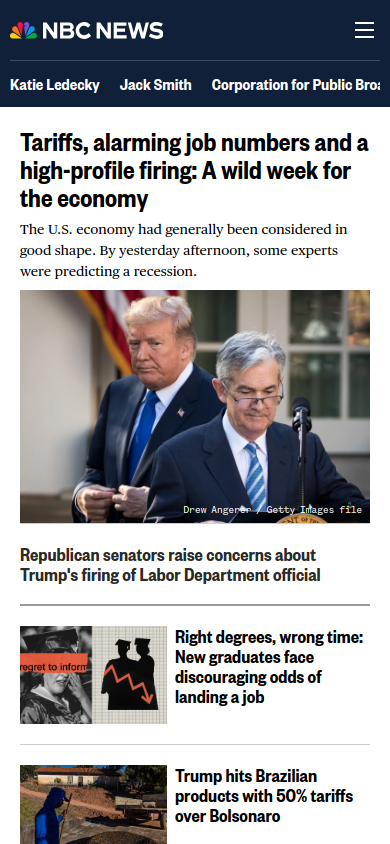 NBC NEWS
Katie Ledecky Jack Smith Corporation for Public Broa
Tariffs, alarming job numbers and a
high-profile firing: A wild week for
the economy
The U.S. economy had generally been considered in
good shape. By yesterday afternoon, some experts
were predicting a recession.
Drew Angerer / Getty Images file
Republican senators raise concerns about
Trump's firing of Labor Department official
regret to inform
Right degrees, wrong time:
New graduates face
discouraging odds of
landing a job
Trump hits Brazilian
products with 50% tariffs
over Bolsonaro